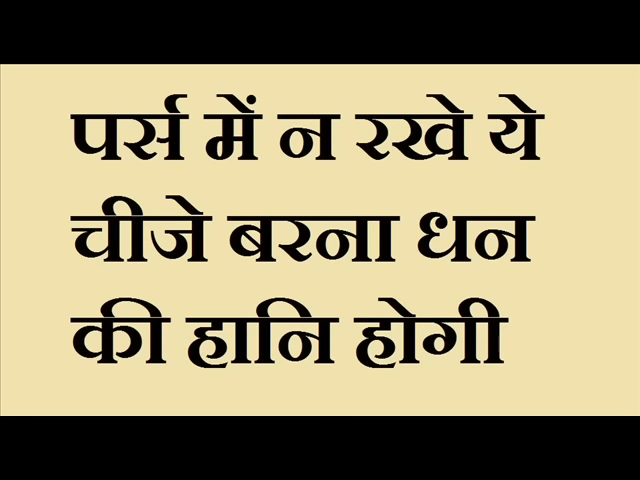 पर्स में न रखे ये
चीजे बरना धन
की हानि होगी